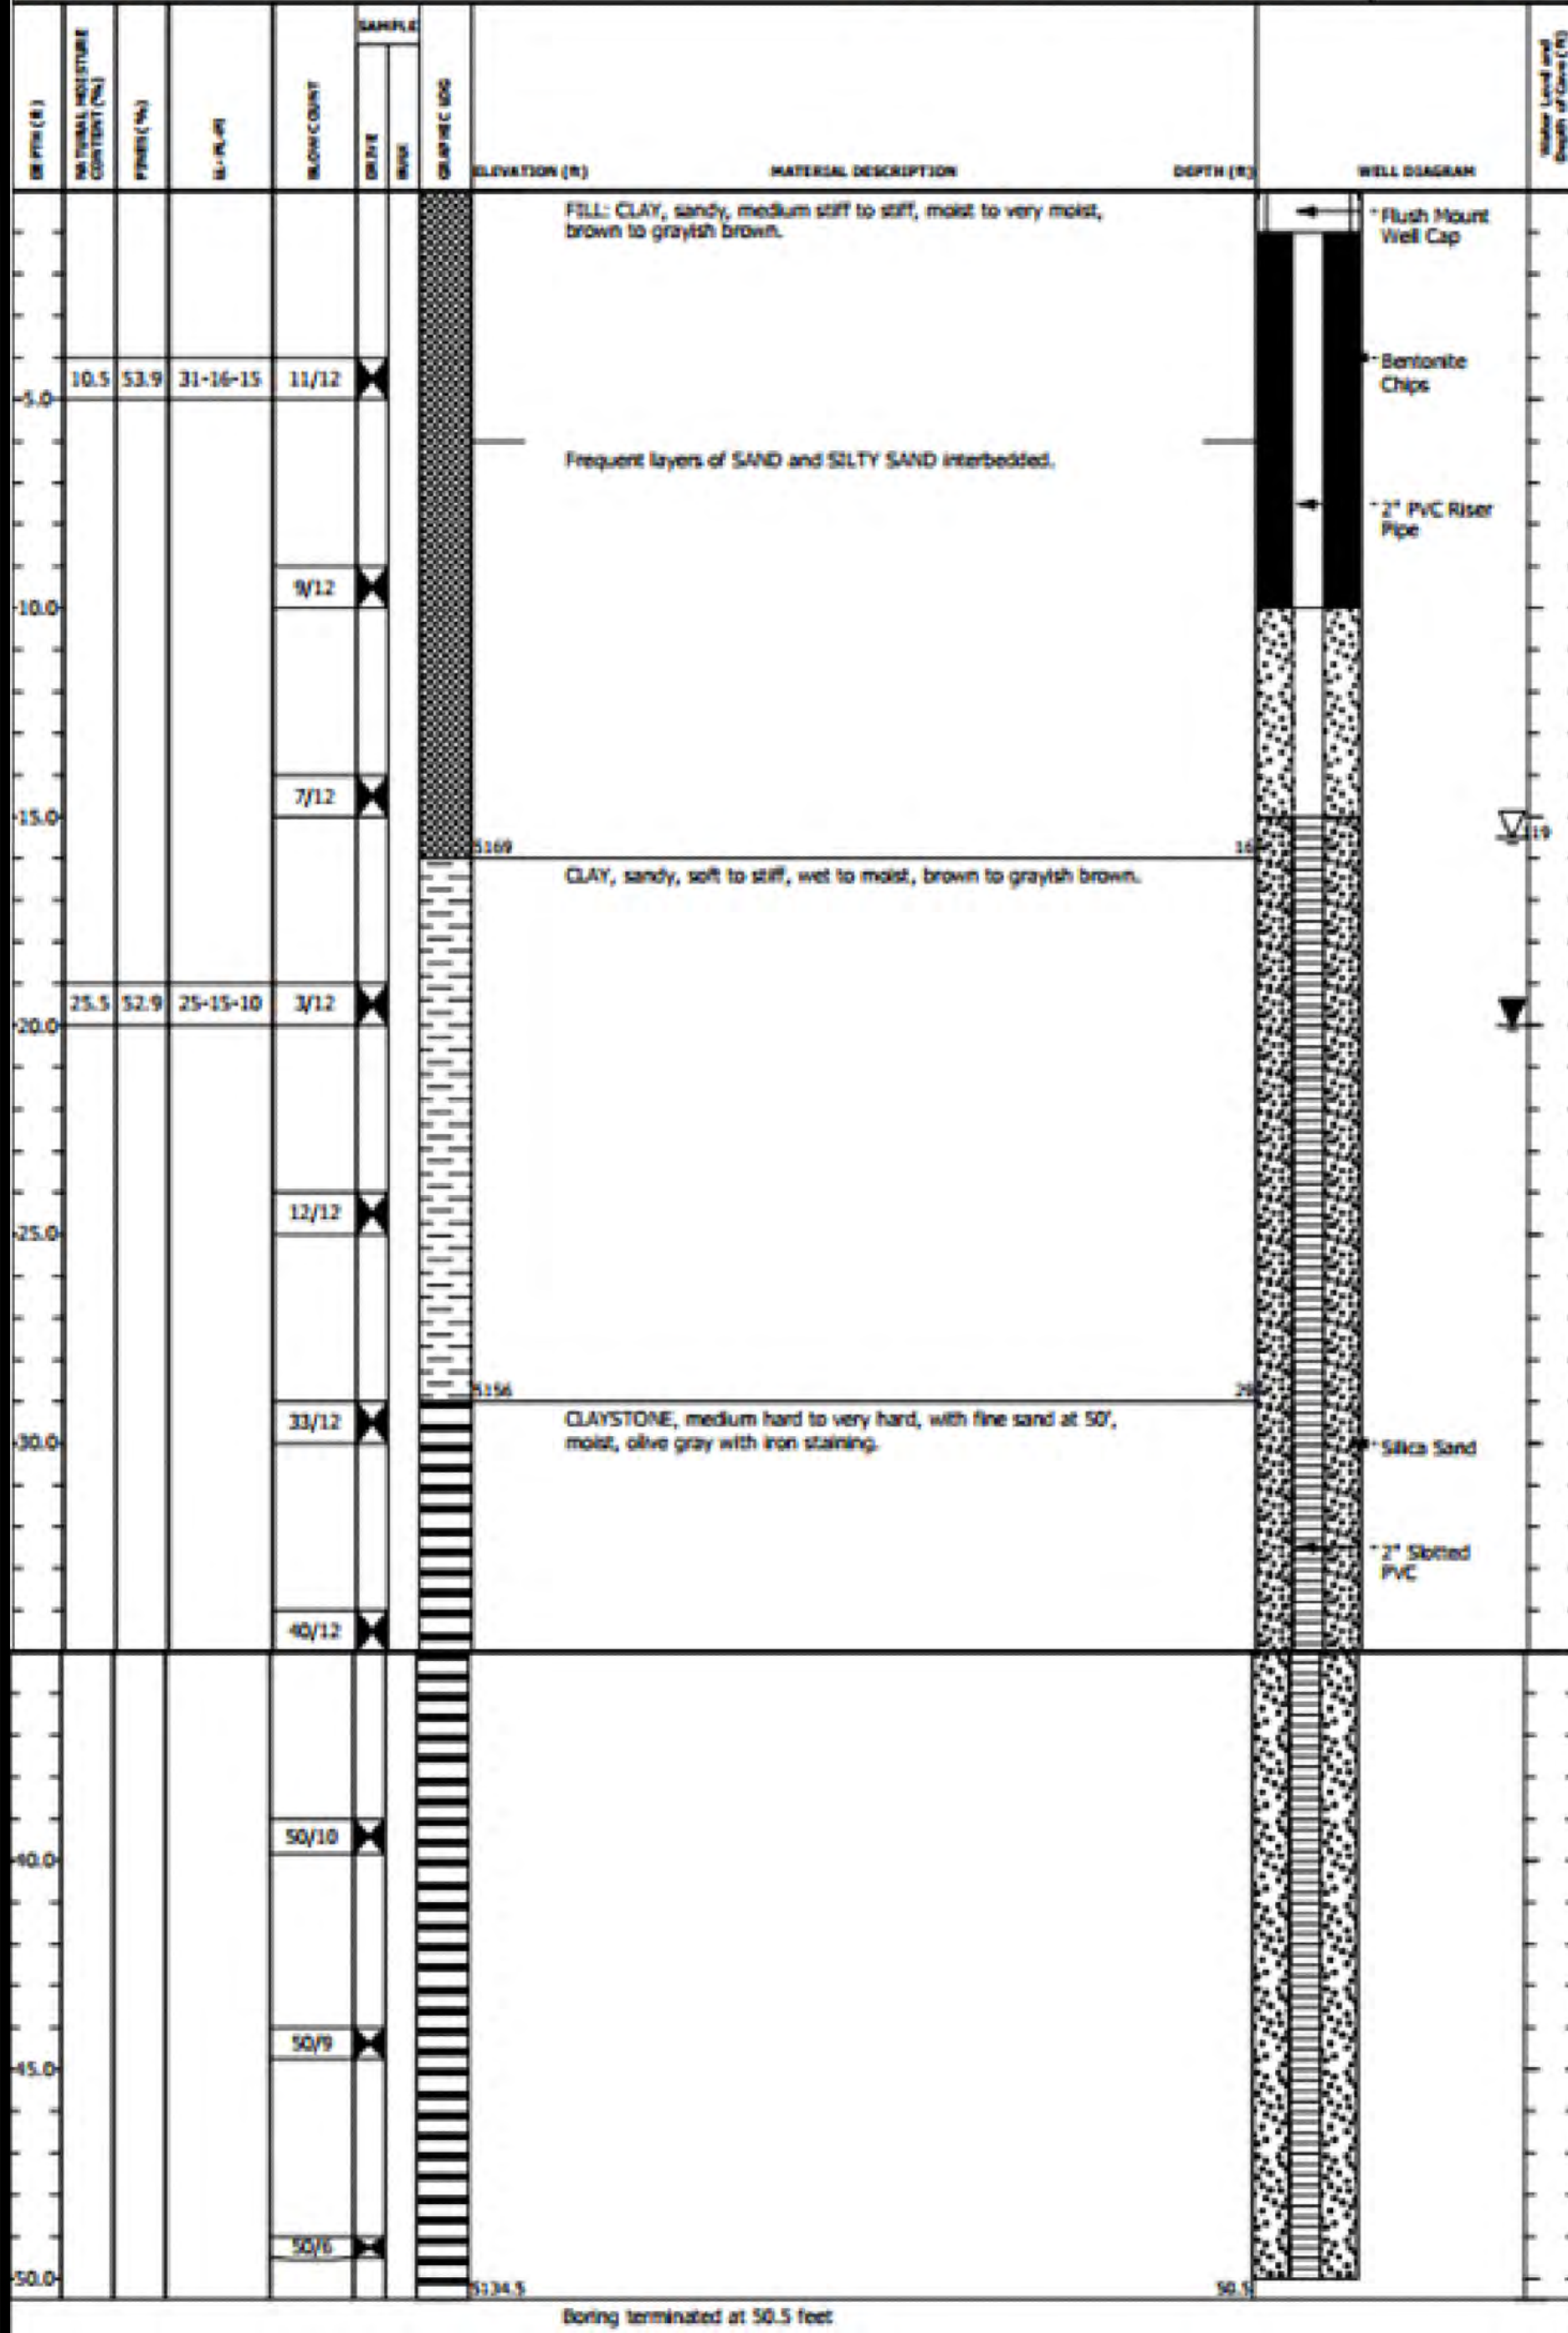 SAMPLE
DEPTH (ft)
NATURAL MOISTURE
CONTENT (%)
FINES (%)
LL-PL-PI
BLOW COUNT
DRIVE
BULK
GRAPHIC LOG
ELEVATION (ft)
MATERIAL DESCRIPTION
DEPTH (ft)
WELL DIAGRAM
Water Level and
Depth of Cave (ft)
FILL: CLAY, sandy, medium stiff to stiff, moist to very moist,
brown to grayish brown.
Flush Mount
Well Cap
Bentonite
Chips
10.5 53.9 31-16-15 11/12
5.0
Frequent layers of SAND and SILTY SAND interbedded.
2" PVC Riser
Pipe
9/12
10.0
7/12
15.0
19
5169 16
CLAY, sandy, soft to stiff, wet to moist, brown to grayish brown.
25.5 52.9 25-15-10 3/12
20.0
12/12
25.0
5156 29
CLAYSTONE, medium hard to very hard, with fine sand at 50',
moist, olive gray with iron staining.
33/12
30.0
Silica Sand
2" Slotted
PVC
40/12
50/10
40.0
50/9
45.0
50/6
50.0
5134.5 50.5
Boring terminated at 50.5 feet